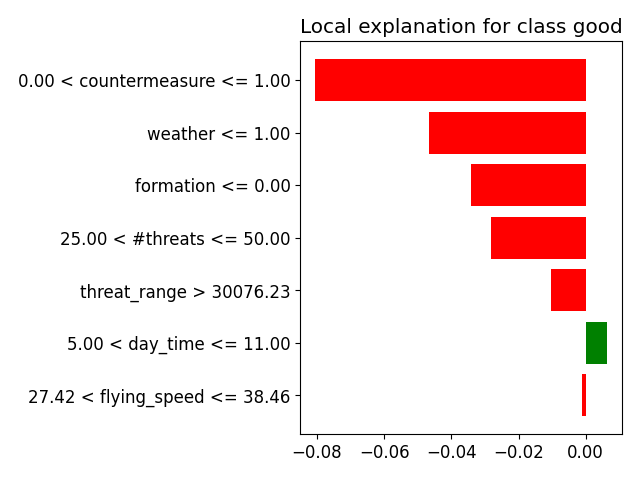 Local explanation for class good
0.00 < countermeasure <= 1.00
weather <= 1.00
formation <= 0.00
25.00 < #threats <= 50.00
threat_range > 30076.23
5.00 < day_time <= 11.00
27.42 < flying_speed <= 38.46
−0.08 −0.06 −0.04 −0.02 0.00